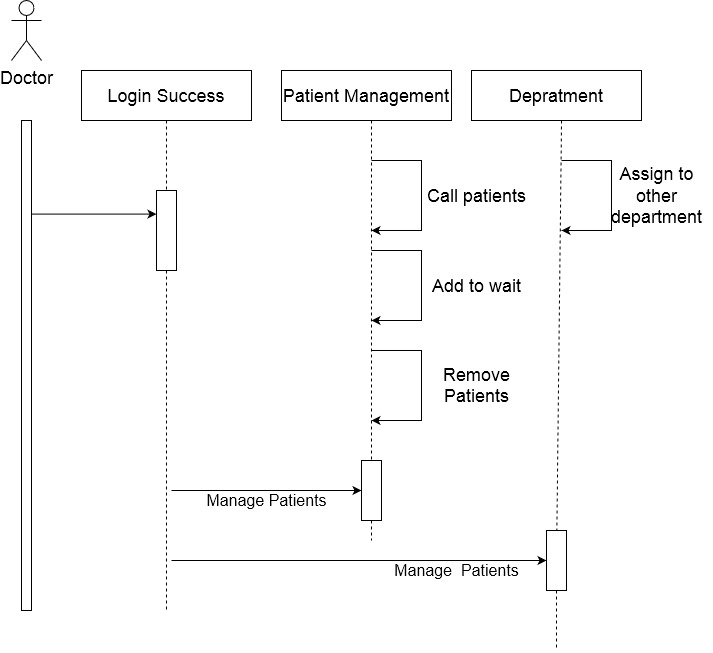 Doctor
Login Success
Patient Management
Depratment
Call patients
Assign to
other
department
Add to wait
Remove
Patients
Manage Patients
Manage  Patients